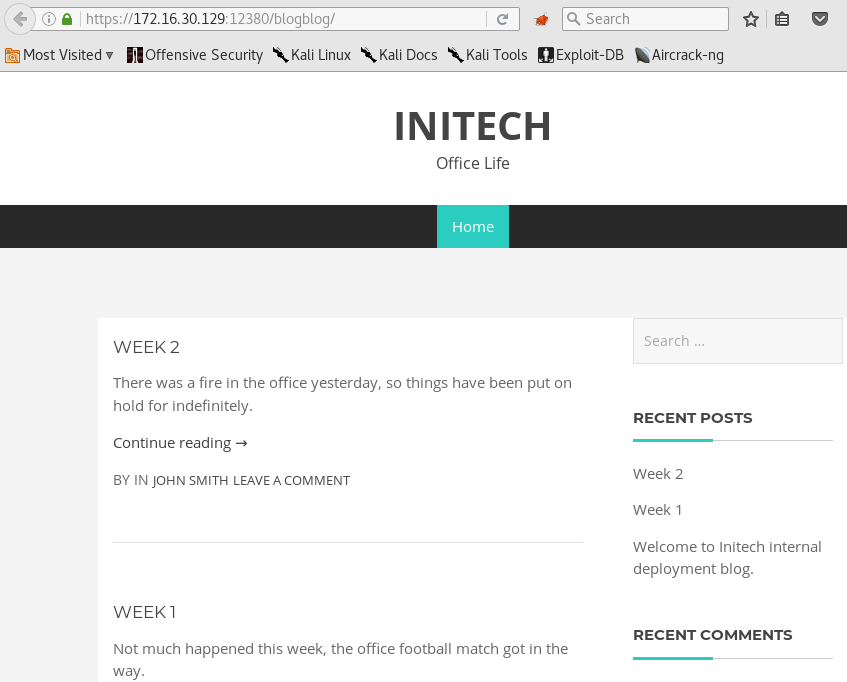 https://172.16.30.129:12380/blogblog/
Search
Most Visited
Offensive Security
Kali Linux
Kali Docs
Kali Tools
Exploit-DB
Aircrack-ng
INITECH
Office Life
Home
WEEK 2
There was a fire in the office yesterday, so things have been put on
hold for indefinitely.
Continue reading →
BY IN JOHN SMITH LEAVE A COMMENT
WEEK 1
Not much happened this week, the office football match got in the
way.
Search ...
RECENT POSTS
Week 2
Week 1
Welcome to Initech internal
deployment blog.
RECENT COMMENTS